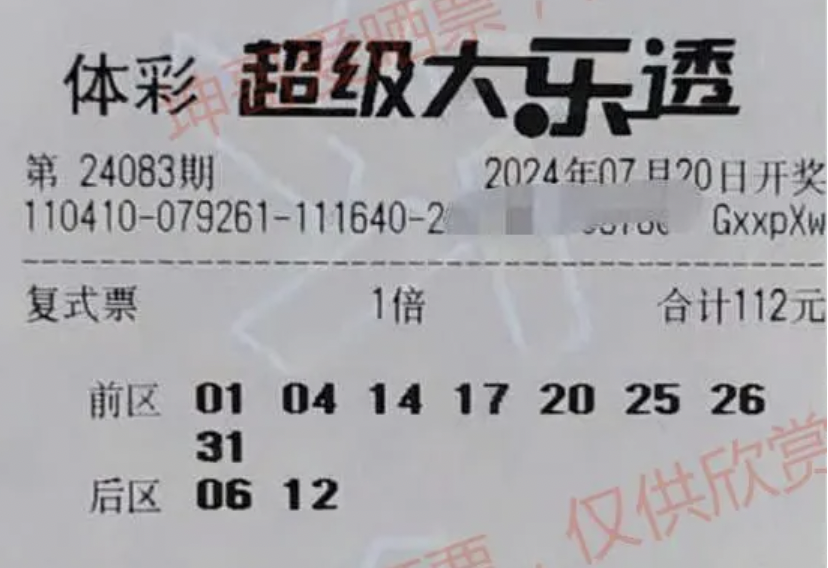 体彩 超级大乐透
第 24083期 2024年07月20日开奖
110410-079261-111640-2 GxxpXw
复式票 1倍 合计112元
前区 01 04 14 17 20 25 26
31
后区 06 12
仅供欣赏